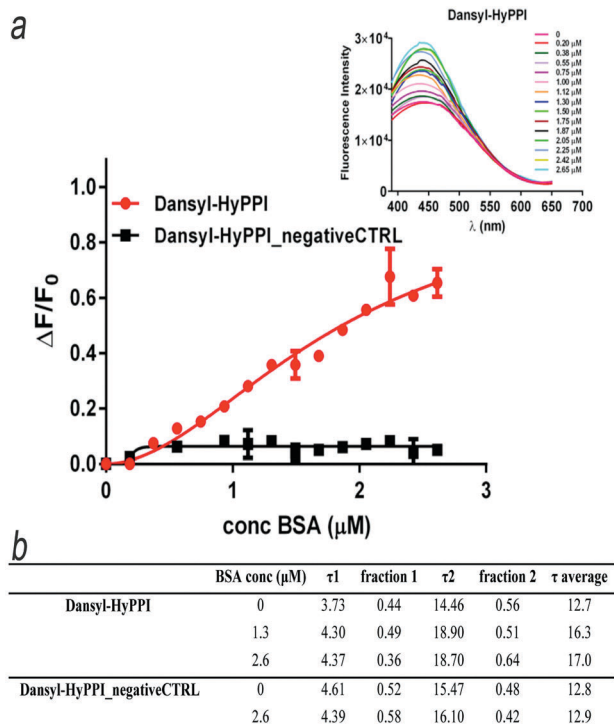 a
Dansyl-HyPPI
Fluorescence Intensity
3×10⁴
2×10⁴
1×10⁴
0
400 450 500 550 600 650 700
λ (nm)
0
0.20 μM
0.38 μM
0.55 μM
0.75 μM
1.00 μM
1.12 μM
1.30 μM
1.50 μM
1.75 μM
1.87 μM
2.05 μM
2.25 μM
2.42 μM
2.65 μM
Dansyl-HyPPI
Dansyl-HyPPI_negativeCTRL
ΔF/F₀
1.0
0.8
0.6
0.4
0.2
0.0
0 1 2 3
conc BSA (μM)
b
BSA conc (μM) τ1 fraction 1 τ2 fraction 2 τ average
Dansyl-HyPPI 0 3.73 0.44 14.46 0.56 12.7
1.3 4.30 0.49 18.90 0.51 16.3
2.6 4.37 0.36 18.70 0.64 17.0
Dansyl-HyPPI_negativeCTRL 0 4.61 0.52 15.47 0.48 12.8
2.6 4.39 0.58 16.10 0.42 12.9